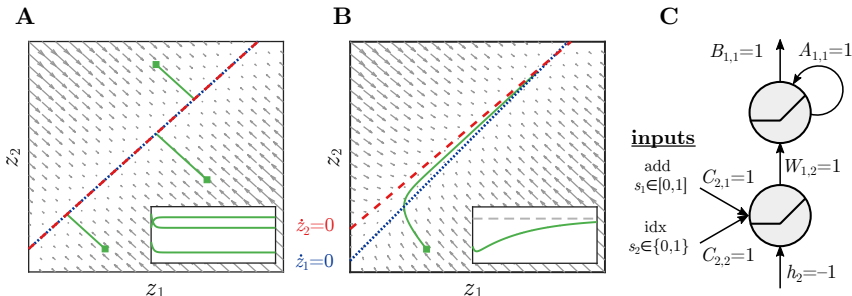 A
B
C
z₂
z₁
z₂
ż₂=0
ż₁=0
z₁
B₁,₁=1
A₁,₁=1
inputs
add
s₁∈[0,1]
C₂,₁=1
W₁,₂=1
idx
s₂∈{0,1}
C₂,₂=1
h₂=−1